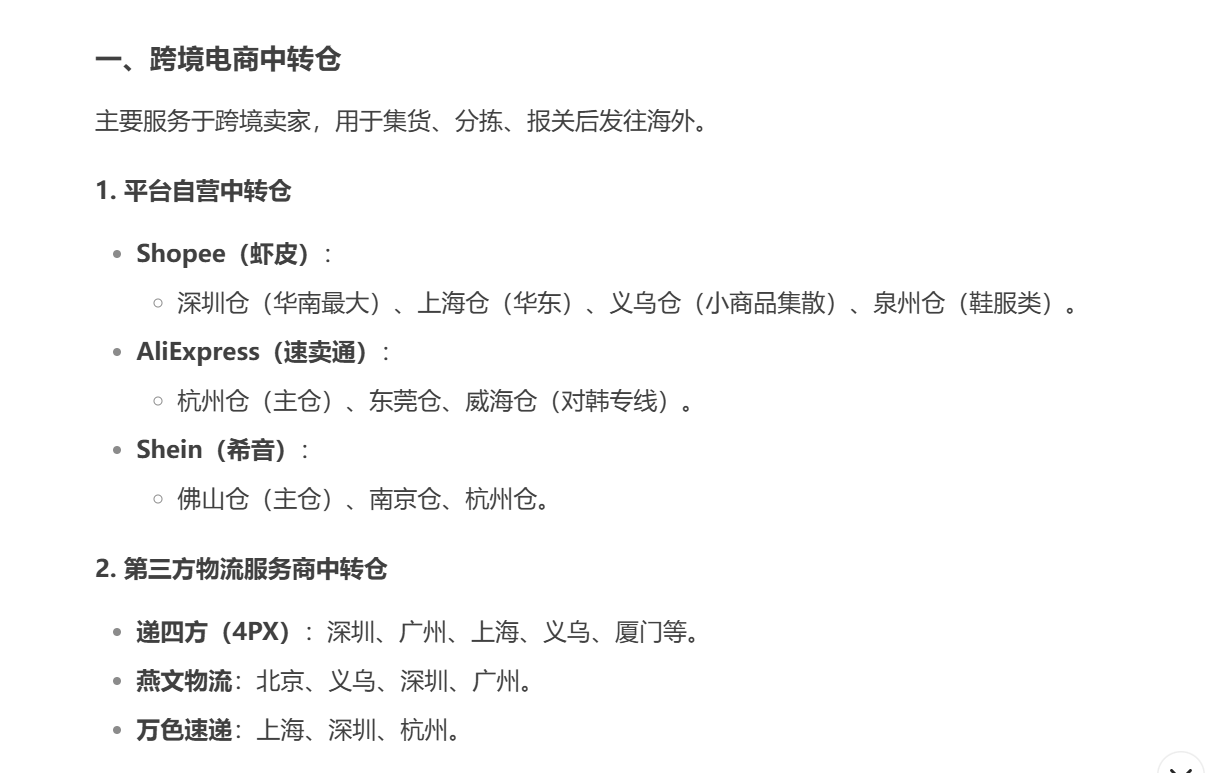 一、跨境电商中转仓
主要服务于跨境卖家，用于集货、分拣、报关后发往海外。
1. 平台自营中转仓
Shopee（虾皮）：
深圳仓（华南最大）、上海仓（华东）、义乌仓（小商品集散）、泉州仓（鞋服类）。
AliExpress（速卖通）：
杭州仓（主仓）、东莞仓、威海仓（对韩专线）。
Shein（希音）：
佛山仓（主仓）、南京仓、杭州仓。
2. 第三方物流服务商中转仓
递四方（4PX）：深圳、广州、上海、义乌、厦门等。
燕文物流：北京、义乌、深圳、广州。
万色速递：上海、深圳、杭州。